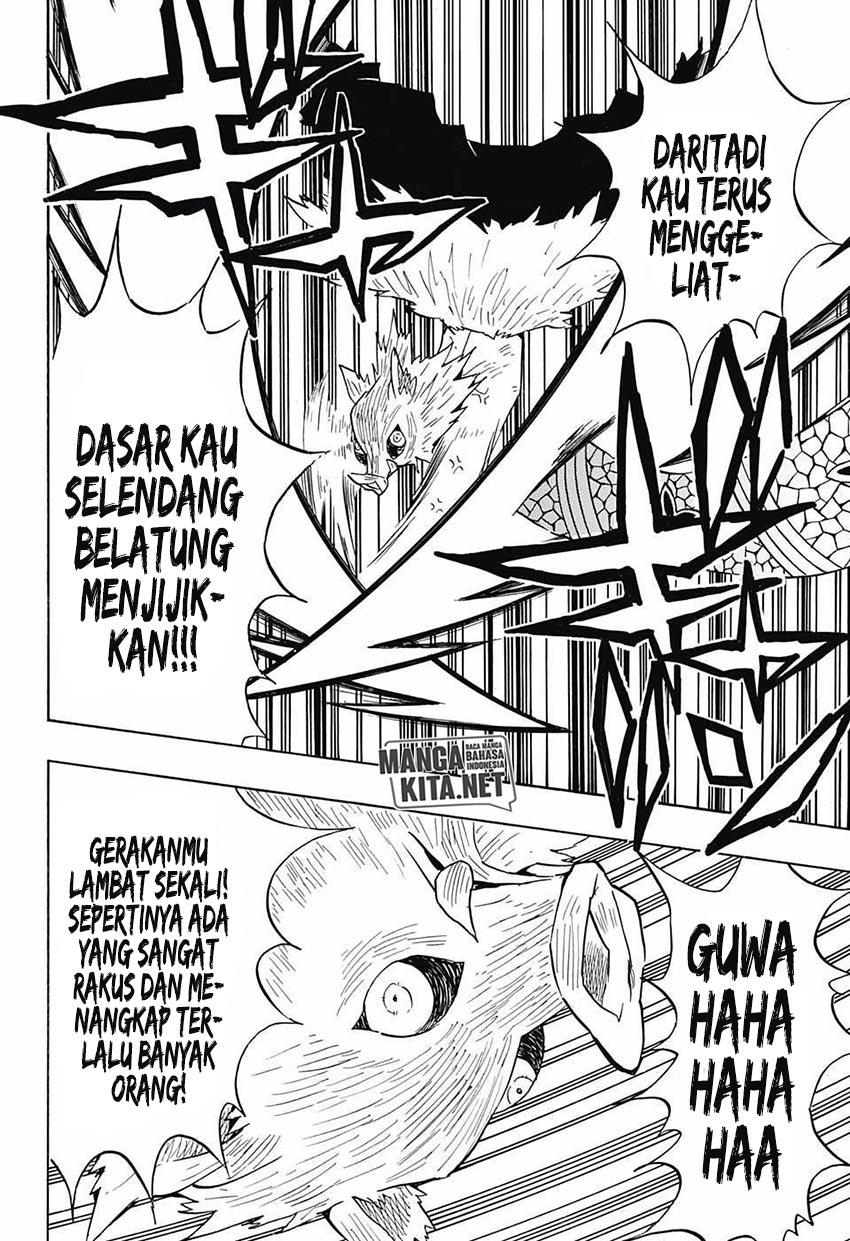 DARITADI
KAU TERUS
MENGGE-
LIAT-
DASAR KAU
SELENDANG
BELATUNG
MENJIJIK-
KAN!!!
MANGA
KITA.NET
BACA MANGA
BAHASA
INDONESIA
GUWA
HAHA
HAHA
HAA
GERAKANMU
LAMBAT SEKALI!
SEPERTINYA ADA
YANG SANGAT
RAKUS DAN ME-
NANGKAP TER-
LALU BANYAK
ORANG!